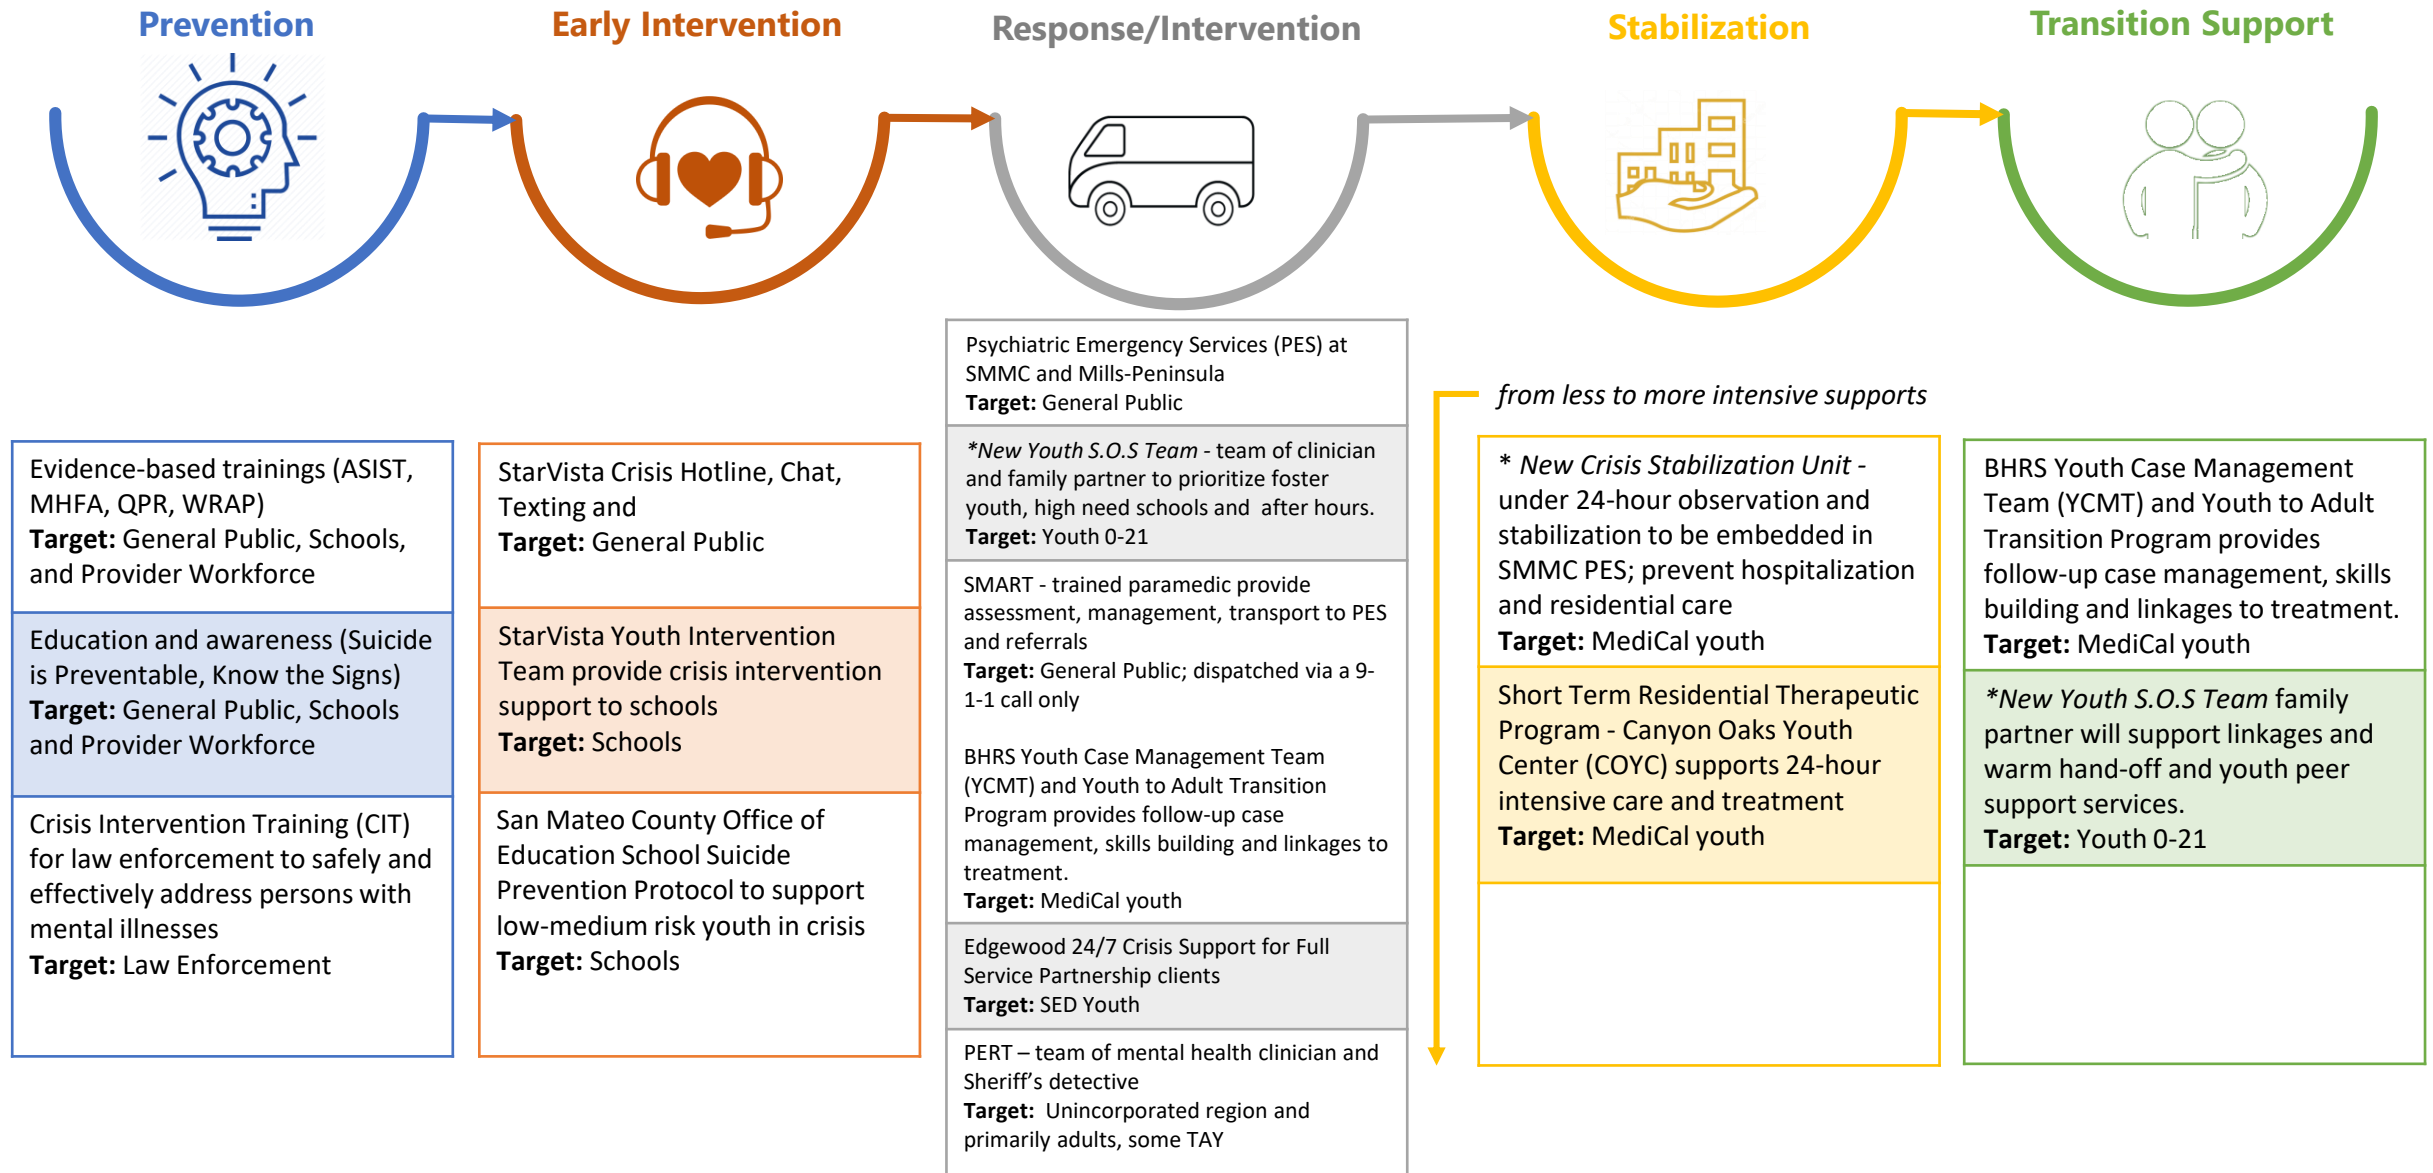 Prevention
Early Intervention
Response/Intervention
Stabilization
Transition Support
Evidence-based trainings (ASIST,
MHFA, QPR, WRAP)
Target: General Public, Schools,
and Provider Workforce
Education and awareness (Suicide
is Preventable, Know the Signs)
Target: General Public, Schools
and Provider Workforce
Crisis Intervention Training (CIT)
for law enforcement to safely and
effectively address persons with
mental illnesses
Target: Law Enforcement
StarVista Crisis Hotline, Chat,
Texting and
Target: General Public
StarVista Youth Intervention
Team provide crisis intervention
support to schools
Target: Schools
San Mateo County Office of
Education School Suicide
Prevention Protocol to support
low-medium risk youth in crisis
Target: Schools
Psychiatric Emergency Services (PES) at
SMMC and Mills-Peninsula
Target: General Public
*New Youth S.O.S Team - team of clinician
and family partner to prioritize foster
youth, high need schools and  after hours.
Target: Youth 0-21
SMART - trained paramedic provide
assessment, management, transport to PES
and referrals
Target: General Public; dispatched via a 9-
1-1 call only
BHRS Youth Case Management Team
(YCMT) and Youth to Adult Transition
Program provides follow-up case
management, skills building and linkages to
treatment.
Target: MediCal youth
Edgewood 24/7 Crisis Support for Full
Service Partnership clients
Target: SED Youth
PERT – team of mental health clinician and
Sheriff's detective
Target:  Unincorporated region and
primarily adults, some TAY
from less to more intensive supports
* New Crisis Stabilization Unit -
under 24-hour observation and
stabilization to be embedded in
SMMC PES; prevent hospitalization
and residential care
Target: MediCal youth
Short Term Residential Therapeutic
Program - Canyon Oaks Youth
Center (COYC) supports 24-hour
intensive care and treatment
Target: MediCal youth
BHRS Youth Case Management
Team (YCMT) and Youth to Adult
Transition Program provides
follow-up case management, skills
building and linkages to treatment.
Target: MediCal youth
*New Youth S.O.S Team family
partner will support linkages and
warm hand-off and youth peer
support services.
Target: Youth 0-21